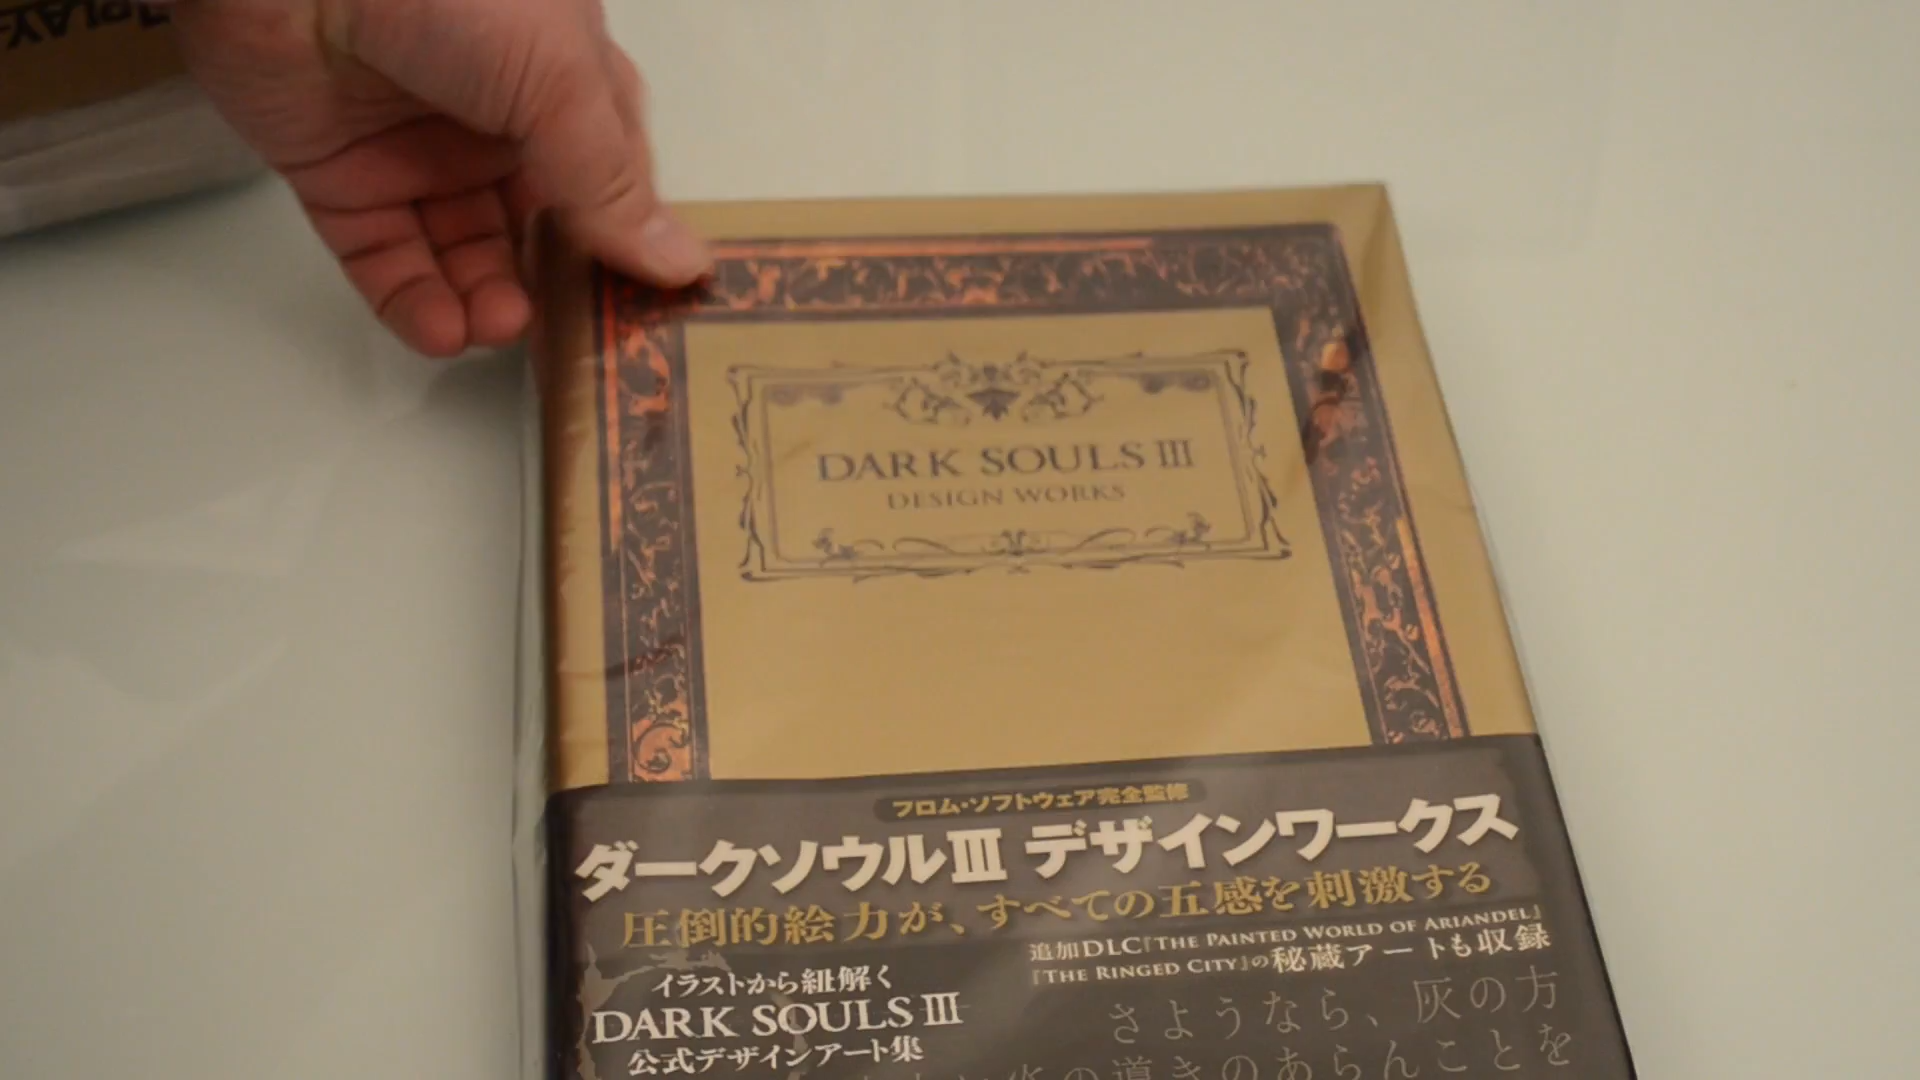 PLAY
DARK SOULS III
DESIGN WORKS
フロム・ソフトウェア完全監修
ダークソウルⅢ デザインワークス
圧倒的絵力が、すべての五感を刺激する
追加DLC『THE PAINTED WORLD OF ARIANDEL』
『THE RINGED CITY』の秘蔵アートも収録
イラストから紐解く
DARK SOULS III
公式デザインアート集
さようなら、灰の方
導きのあらんことを